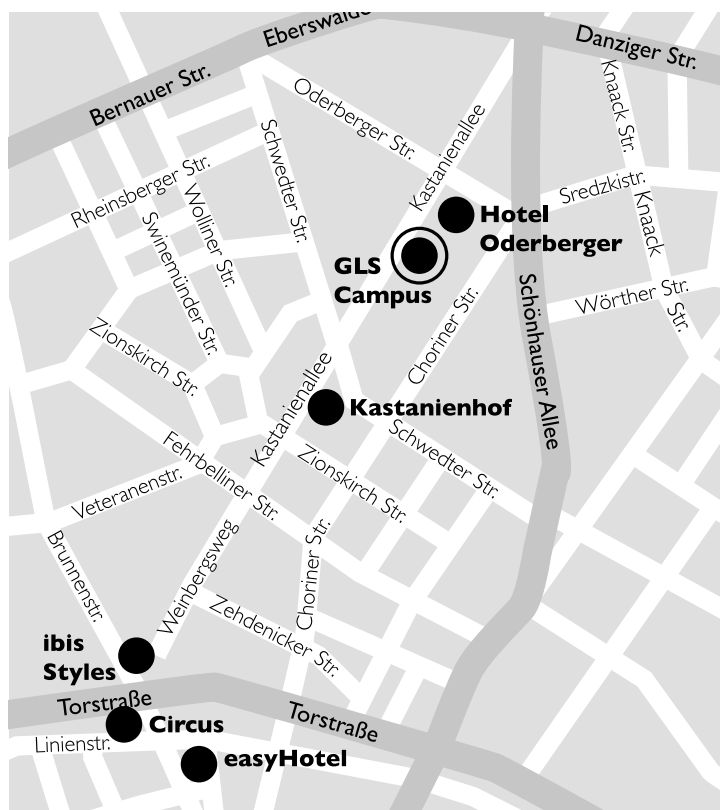 Eberswalde
Danziger Str.
Bernauer Str.
Oderberger Str.
Kastanienallee
Knaack Str.
Schwedter Str.
Rheinsberger Str.
Sredzkistr.
Knaack
Str.
Wolliner Str.
Swinemünder Str.
Hotel
Oderberger
GLS
Campus
Choriner Str.
Schönhauser Allee
Wörther Str.
Zionskirch Str.
Kastanienallee
Kastanienhof
Schwedter Str.
Fehrbelliner Str.
Zionskirch Str.
Veteranenstr.
Brunnenstr.
Weinbergsweg
Choriner Str.
Zehdenicker Str.
ibis
Styles
Torstraße
Circus
Torstraße
Linienstr.
easyHotel